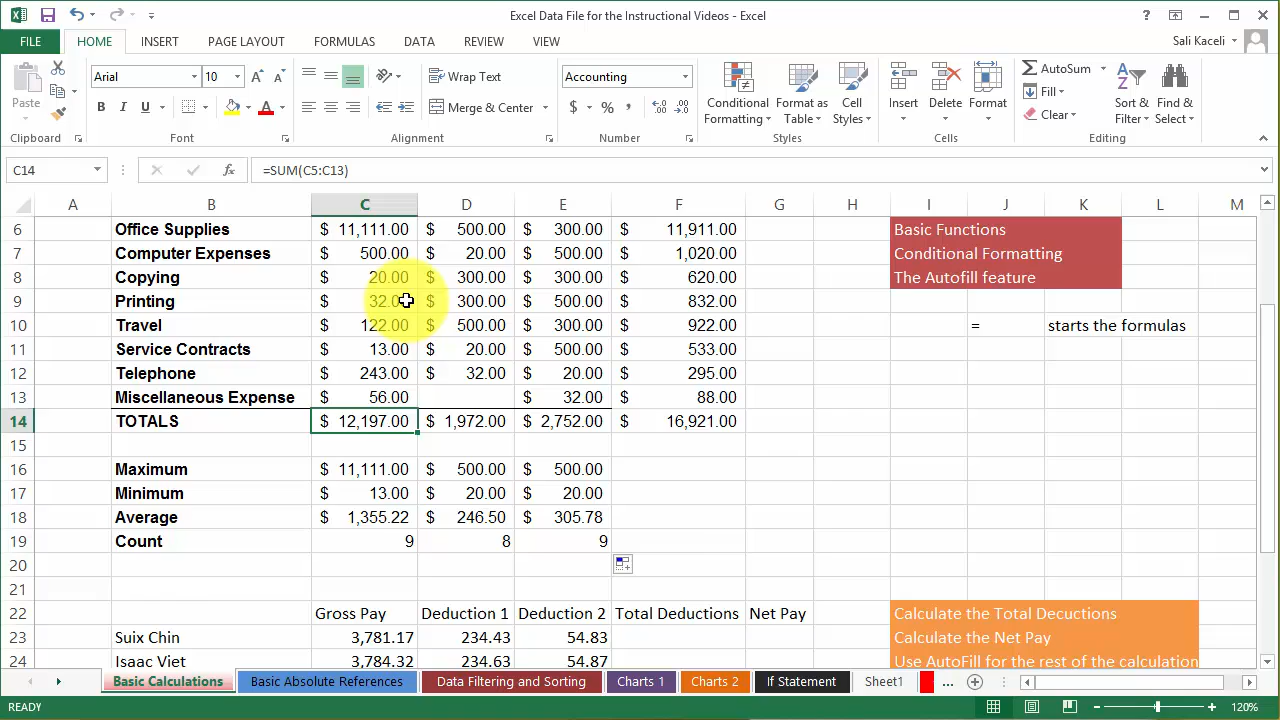 Excel Data File for the Instructional Videos - Excel
FILE HOME INSERT PAGE LAYOUT FORMULAS DATA REVIEW VIEW Sali Kaceli
Paste
Arial 10
B I U A
Wrap Text
Merge & Center
Accounting
$ % ,
Conditional Formatting
Format as Table
Cell Styles
Insert
Delete
Format
AutoSum
Fill
Clear
Sort & Filter
Find & Select
Clipboard Font Alignment Number Styles Cells Editing
C14 fx =SUM(C5:C13)
A B C D E F G H I J K L M
6 Office Supplies $ 11,111.00 $ 500.00 $ 300.00 $ 11,911.00 Basic Functions
7 Computer Expenses $ 500.00 $ 20.00 $ 500.00 $ 1,020.00 Conditional Formatting
8 Copying $ 20.00 $ 300.00 $ 300.00 $ 620.00 The Autofill feature
9 Printing $ 32.00 $ 300.00 $ 500.00 $ 832.00
10 Travel $ 122.00 $ 500.00 $ 300.00 $ 922.00 = starts the formulas
11 Service Contracts $ 13.00 $ 20.00 $ 500.00 $ 533.00
12 Telephone $ 243.00 $ 32.00 $ 20.00 $ 295.00
13 Miscellaneous Expense $ 56.00 $ 32.00 $ 88.00
14 TOTALS $ 12,197.00 $ 1,972.00 $ 2,752.00 $ 16,921.00
15
16 Maximum $ 11,111.00 $ 500.00 $ 500.00
17 Minimum $ 13.00 $ 20.00 $ 20.00
18 Average $ 1,355.22 $ 246.50 $ 305.78
19 Count 9 8 9
20
21
22 Gross Pay Deduction 1 Deduction 2 Total Deductions Net Pay Calculate the Total Decuctions
23 Suix Chin 3,781.17 234.43 54.83 Calculate the Net Pay
24 Isaac Viet 3,784.32 234.63 54.87 Use AutoFill for the rest of the calculation
Basic Calculations Basic Absolute References Data Filtering and Sorting Charts 1 Charts 2 If Statement Sheet1 ...
READY 120%